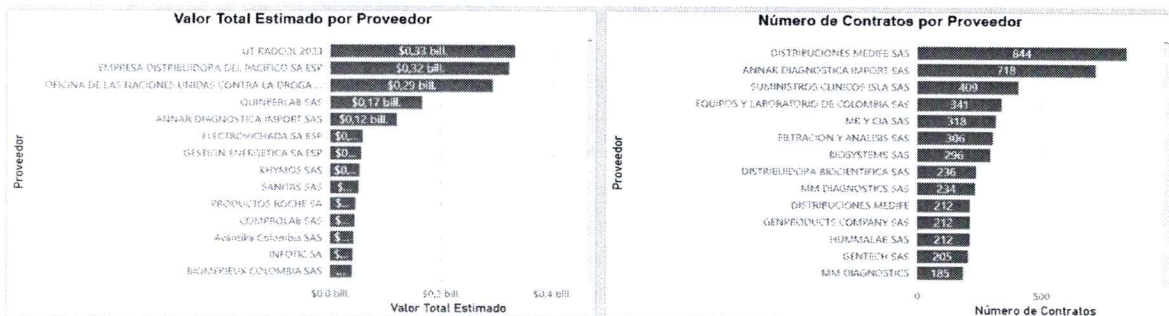 Valor Total Estimado por Proveedor
Proveedor
UT RADCOL 2023 $0,33 bill.
EMPRESA DISTRIBUIDORA DEL PACIFICO SA ESP $0,32 bill.
OFICINA DE LAS NACIONES UNIDAS CONTRA LA DROGA ... $0,29 bill.
QUINBERLAB SAS $0,17 bill.
ANNAR DIAGNOSTICA IMPORT SAS $0,12 bill.
ELECTROVICHADA SA ESP $0,...
GESTION ENERGETICA SA ESP $0...
KHYMOS SAS $0...
SANITAS SAS $...
PRODUCTOS ROCHE SA $...
COMPROLAB SAS $...
Avantika Colombia SAS $...
INFOTIC SA $...
BIOMERIEUX COLOMBIA SAS ...
$0,0 bill. $0,2 bill. $0,4 bill.
Valor Total Estimado
Número de Contratos por Proveedor
Proveedor
DISTRIBUCIONES MEDIFE SAS 844
ANNAR DIAGNOSTICA IMPORT SAS 718
SUMINISTROS CLINICOS ISLA SAS 409
EQUIPOS Y LABORATORIO DE COLOMBIA SAS 341
MR Y CIA SAS 318
FILTRACION Y ANALISIS SAS 306
BIOSYSTEMS SAS 296
DISTRIBUIDORA BIOCIENTIFICA SAS 236
MM DIAGNOSTICS SAS 234
DISTRIBUCIONES MEDIFE 212
GENPRODUCTS COMPANY SAS 212
HUMMALAB SAS 212
GENTECH SAS 205
MM DIAGNOSTICS 185
0 500
Número de Contratos